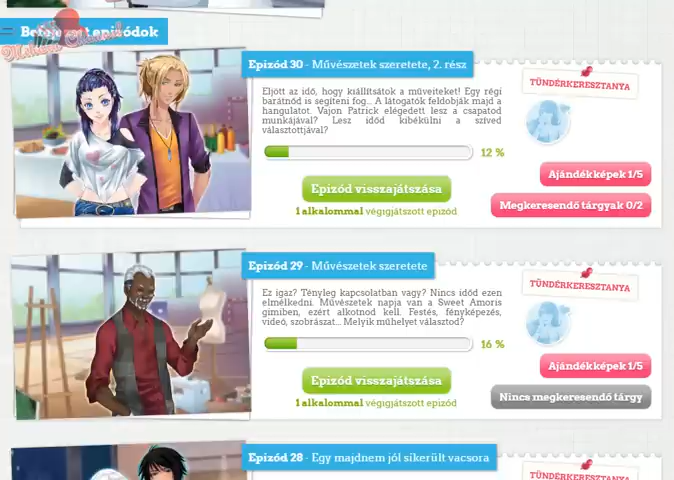 Befejezett epizódok
Epizód 30 - Művészetek szeretete, 2. rész
Eljött az idő, hogy kiállítsátok a műveiteket! Egy régi
barátnőd is segíteni fog... A látogatók feldobják majd a
hangulatot. Vajon Patrick elégedett lesz a csapatod
munkájával? Lesz időd kibékülni a szíved
választottjával?
12 %
Epizód visszajátszása
1 alkalommal végigjátszott epizód
TÜNDÉRKERESZTANYA
Ajándékképek 1/5
Megkeresendő tárgyak 0/2
Epizód 29 - Művészetek szeretete
Ez igaz? Tényleg kapcsolatban vagy? Nincs időd ezen
elmélkedni. Művészetek napja van a Sweet Amoris
gimiben, ezért alkotnod kell. Festés, fényképezés,
videó, szobrászat... Melyik műhelyet választod?
16 %
Epizód visszajátszása
1 alkalommal végigjátszott epizód
TÜNDÉRKERESZTANYA
Ajándékképek 1/5
Nincs megkeresendő tárgy
Epizód 28 - Egy majdnem jól sikerült vacsora
TÜNDÉRKERESZTANYA